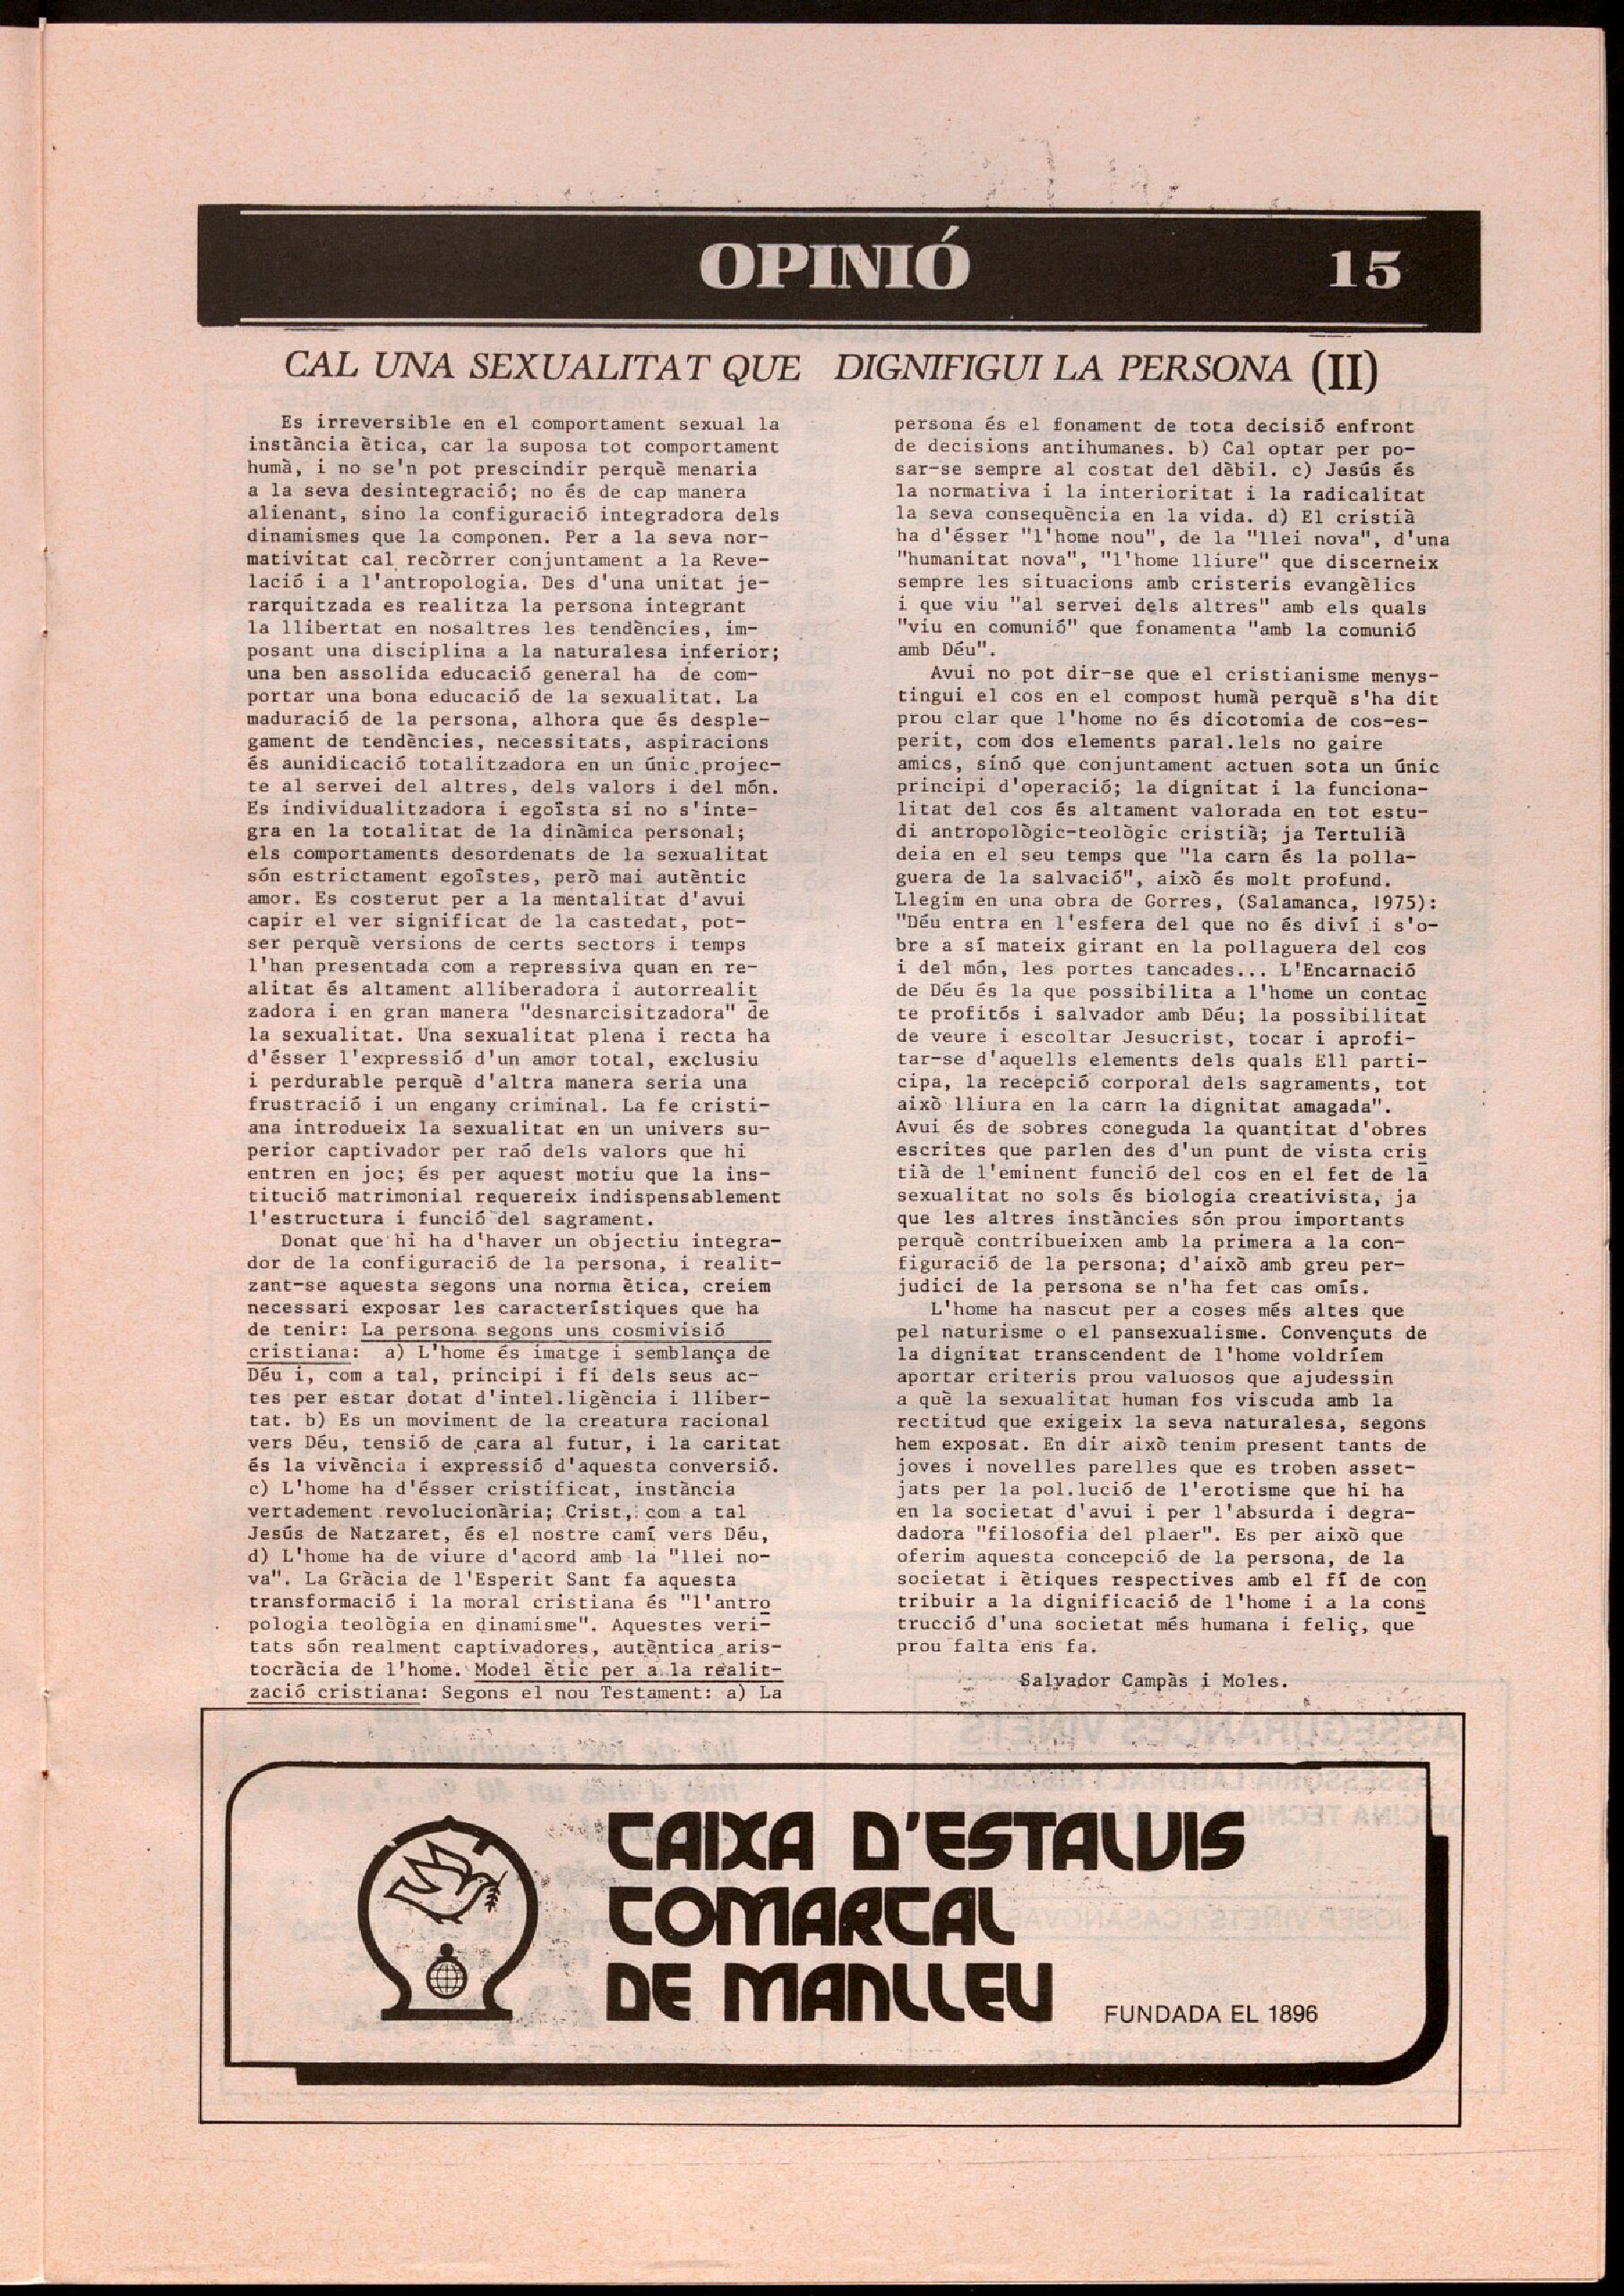 OPINIÓ 15
CAL UNA SEXUALITAT QUE DIGNIFIGUI LA PERSONA (II)
Es irreversible en el comportament sexual la
instància ètica, car la suposa tot comportament
humà, i no se'n pot prescindir perquè menaria
a la seva desintegració; no és de cap manera
alienant, sino la configuració integradora dels
dinamismes que la componen. Per a la seva nor-
mativitat cal recòrrer conjuntament a la Reve-
lació i a l'antropologia. Des d'una unitat je-
rarquitzada es realitza la persona integrant
la llibertat en nosaltres les tendències, im-
posant una disciplina a la naturalesa inferior;
una ben assolida educació general ha de com-
portar una bona educació de la sexualitat. La
maduració de la persona, alhora que és desple-
gament de tendències, necessitats, aspiracions
és aunidicació totalitzadora en un únic projec-
te al servei del altres, dels valors i del món.
Es individualitzadora i egoïsta si no s'inte-
gra en la totalitat de la dinàmica personal;
els comportaments desordenats de la sexualitat
són estrictament egoïstes, però mai autèntic
amor. Es costerut per a la mentalitat d'avui
capir el ver significat de la castedat, pot-
ser perquè versions de certs sectors i temps
l'han presentada com a repressiva quan en re-
alitat és altament alliberadora i autorrealit
zadora i en gran manera "desnarcisitzadora" de
la sexualitat. Una sexualitat plena i recta ha
d'ésser l'expressió d'un amor total, exclusiu
i perdurable perquè d'altra manera seria una
frustració i un engany criminal. La fe cristi-
ana introdueix la sexualitat en un univers su-
perior captivador per raó dels valors que hi
entren en joc; és per aquest motiu que la ins-
titució matrimonial requereix indispensablement
l'estructura i funció del sagrament.
Donat que hi ha d'haver un objectiu integra-
dor de la configuració de la persona, i realit-
zant-se aquesta segons una norma ètica, creiem
necessari exposar les característiques que ha
de tenir: La persona segons uns cosmivisió
cristiana: a) L'home és imatge i semblança de
Déu i, com a tal, principi i fi dels seus ac-
tes per estar dotat d'intel.ligència i lliber-
tat. b) Es un moviment de la creatura racional
vers Déu, tensió de cara al futur, i la caritat
és la vivència i expressió d'aquesta conversió.
c) L'home ha d'ésser cristificat, instància
vertadement revolucionària; Crist, com a tal
Jesús de Natzaret, és el nostre camí vers Déu,
d) L'home ha de viure d'acord amb la "llei no-
va". La Gràcia de l'Esperit Sant fa aquesta
transformació i la moral cristiana és "l'antro
pologia teològia en dinamisme". Aquestes veri-
tats són realment captivadores, autèntica aris-
tocràcia de l'home. Model ètic per a la realit-
zació cristiana: Segons el nou Testament: a) La
persona és el fonament de tota decisió enfront
de decisions antihumanes. b) Cal optar per po-
sar-se sempre al costat del dèbil. c) Jesús és
la normativa i la interioritat i la radicalitat
la seva consequència en la vida. d) El cristià
ha d'ésser "l'home nou", de la "llei nova", d'una
"humanitat nova", "l'home lliure" que discerneix
sempre les situacions amb cristeris evangèlics
i que viu "al servei dels altres" amb els quals
"viu en comunió" que fonamenta "amb la comunió
amb Déu".
Avui no pot dir-se que el cristianisme menys-
tingui el cos en el compost humà perquè s'ha dit
prou clar que l'home no és dicotomia de cos-es-
perit, com dos elements paral.lels no gaire
amics, sinó que conjuntament actuen sota un únic
principi d'operació; la dignitat i la funciona-
litat del cos és altament valorada en tot estu-
di antropològic-teològic cristià; ja Tertulià
deia en el seu temps que "la carn és la polla-
guera de la salvació", això és molt profund.
Llegim en una obra de Gorres, (Salamanca, 1975):
"Déu entra en l'esfera del que no és diví i s'o-
bre a sí mateix girant en la pollaguera del cos
i del món, les portes tancades... L'Encarnació
de Déu és la que possibilita a l'home un contac
te profitós i salvador amb Déu; la possibilitat
de veure i escoltar Jesucrist, tocar i aprofi-
tar-se d'aquells elements dels quals Ell parti-
cipa, la recepció corporal dels sagraments, tot
això lliura en la carn la dignitat amagada".
Avui és de sobres coneguda la quantitat d'obres
escrites que parlen des d'un punt de vista cris
tià de l'eminent funció del cos en el fet de la
sexualitat no sols és biologia creativista, ja
que les altres instàncies són prou importants
perquè contribueixen amb la primera a la con-
figuració de la persona; d'això amb greu per-
judici de la persona se n'ha fet cas omís.
L'home ha nascut per a coses més altes que
pel naturisme o el pansexualisme. Convençuts de
la dignitat transcendent de l'home voldríem
aportar criteris prou valuosos que ajudessin
a què la sexualitat human fos viscuda amb la
rectitud que exigeix la seva naturalesa, segons
hem exposat. En dir això tenim present tants de
joves i novelles parelles que es troben asset-
jats per la pol.lució de l'erotisme que hi ha
en la societat d'avui i per l'absurda i degra-
dadora "filosofia del plaer". Es per això que
oferim aquesta concepció de la persona, de la
societat i ètiques respectives amb el fí de con
tribuir a la dignificació de l'home i a la cons
trucció d'una societat més humana i feliç, que
prou falta ens fa.
Salvador Campàs i Moles.
CAIXA D'ESTALVIS
COMARCAL
DE MANLLEU
FUNDADA EL 1896